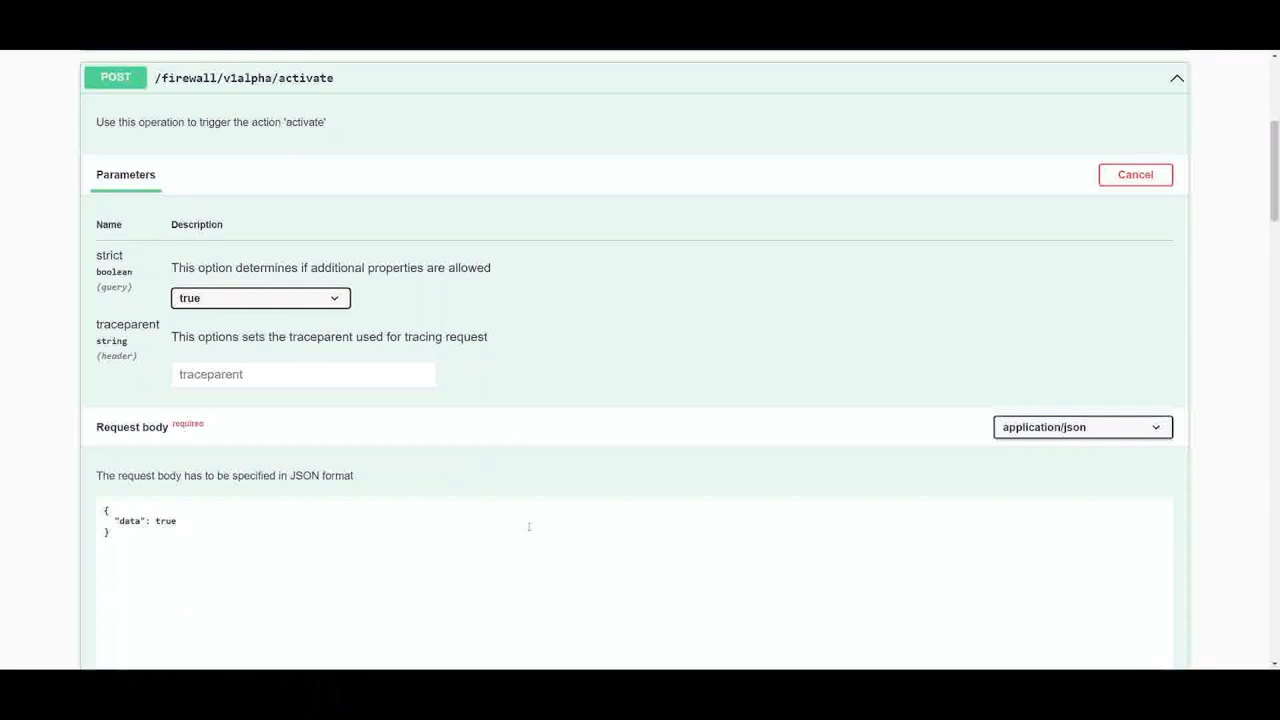 POST /firewall/v1alpha/activate
Use this operation to trigger the action 'activate'
Parameters
Cancel
Name Description
strict
boolean
(query)
This option determines if additional properties are allowed
true
traceparent
string
(header)
This options sets the traceparent used for tracing request
traceparent
Request body required
application/json
The request body has to be specified in JSON format
{
"data": true
}